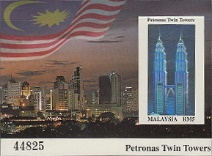 Petronas Twin Towers
MALAYSIA RM5
44825
Petronas Twin Towers